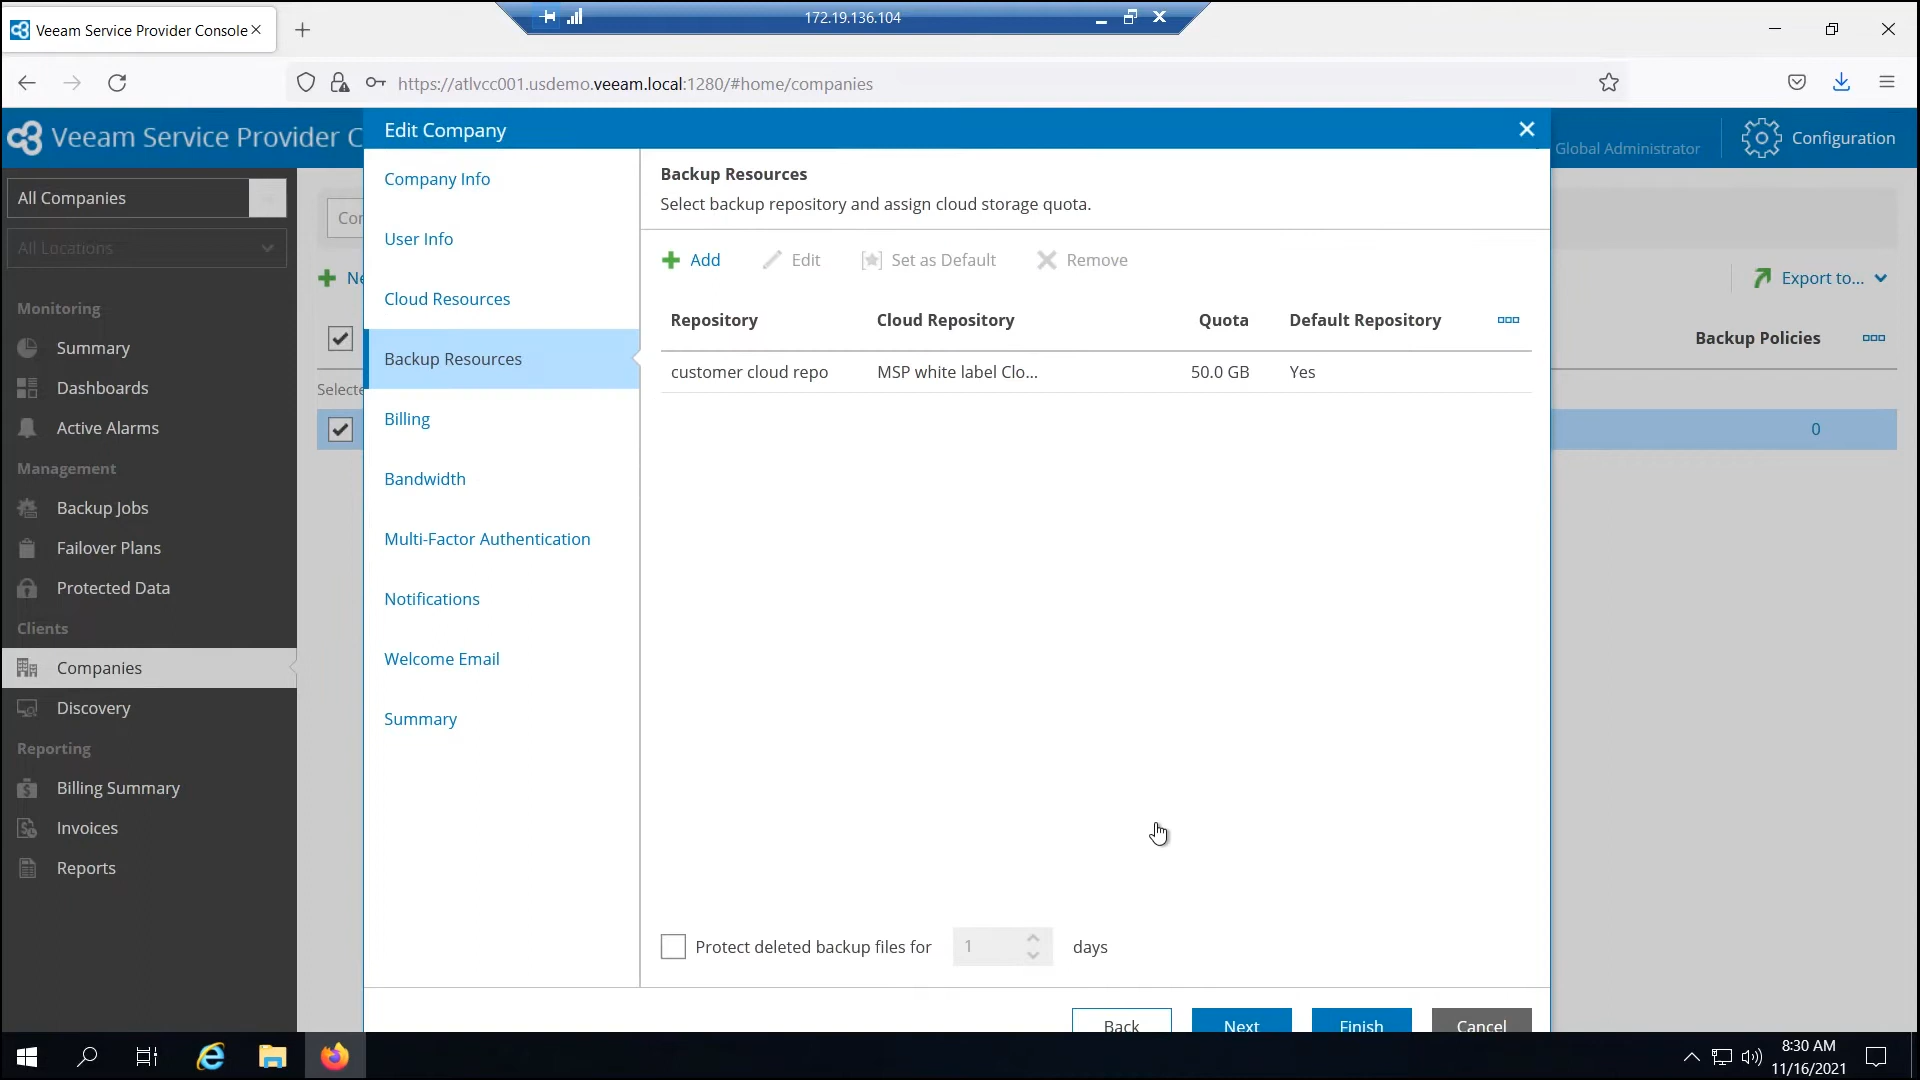 172.19.136.104
Veeam Service Provider Console
https://atlvcc001.usdemo.veeam.local:1280/#home/companies
Veeam Service Provider C
Edit Company
Global Administrator
Configuration
All Companies
All Locations
Monitoring
Summary
Dashboards
Active Alarms
Management
Backup Jobs
Failover Plans
Protected Data
Clients
Companies
Discovery
Reporting
Billing Summary
Invoices
Reports
Con
Ne
Selecte
Company Info
User Info
Cloud Resources
Backup Resources
Billing
Bandwidth
Multi-Factor Authentication
Notifications
Welcome Email
Summary
Backup Resources
Select backup repository and assign cloud storage quota.
Add Edit Set as Default Remove
Repository Cloud Repository Quota Default Repository
customer cloud repo MSP white label Clo... 50.0 GB Yes
Protect deleted backup files for 1 days
Back Next Finish Cancel
Export to...
Backup Policies
0
8:30 AM
11/16/2021